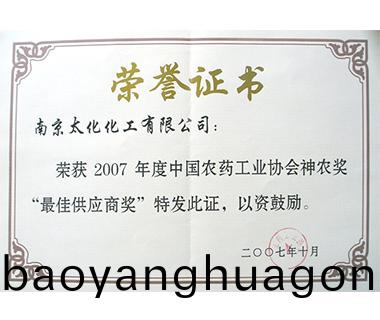 荣誉证书
南京太化化工有限公司：
荣获 2007 年度中国农药工业协会神农奖
“最佳供应商奖”特发此证，以资鼓励。
二〇〇七年十月
baoyanghuagon